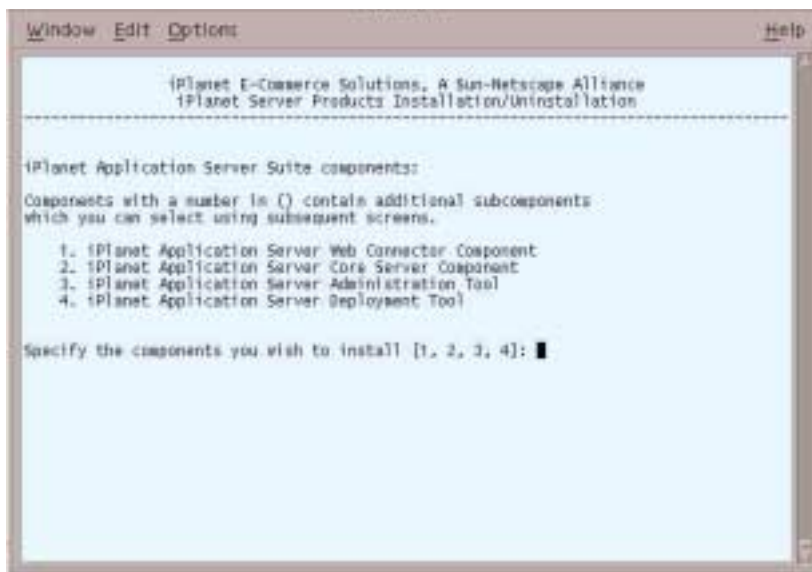 Window Edit Options Help
iPlanet E-Commerce Solutions, A Sun-Netscape Alliance
iPlanet Server Products Installation/Uninstallation
--------------------------------------------------------------------------------
iPlanet Application Server Suite components:
Components with a number in () contain additional subcomponents
which you can select using subsequent screens.
1. iPlanet Application Server Web Connector Component
2. iPlanet Application Server Core Server Component
3. iPlanet Application Server Administration Tool
4. iPlanet Application Server Deployment Tool
Specify the components you wish to install [1, 2, 3, 4]: